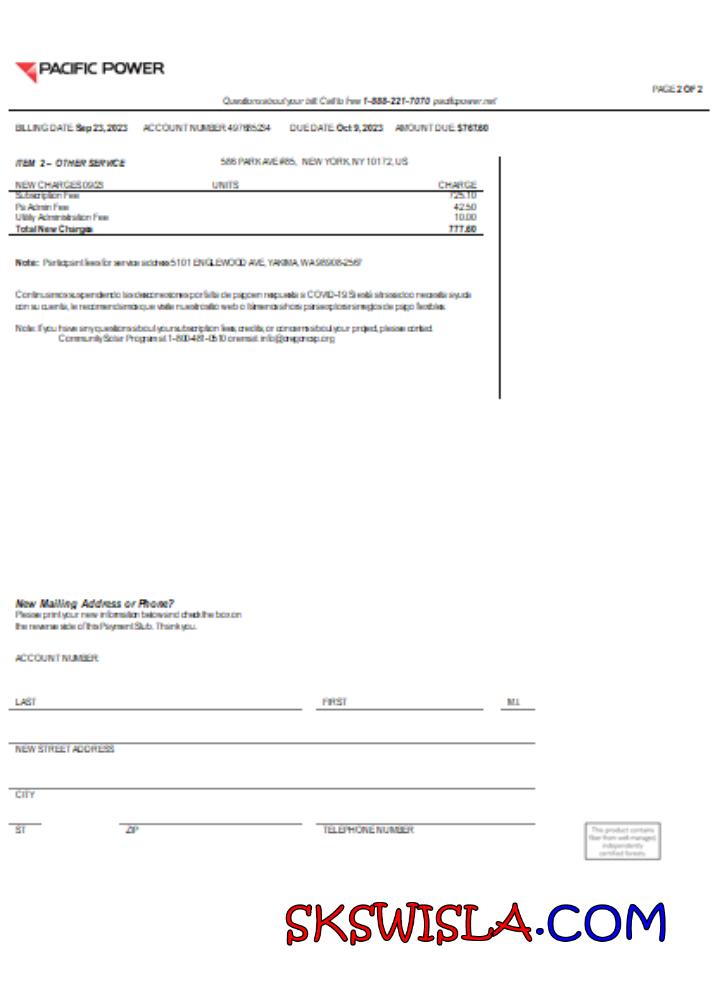 PACIFIC POWER
PAGE 2 OF 2
Questions about your bill: Call toll free 1-888-221-7070 pacificpower.net
BILLING DATE: Sep 23, 2023 ACCOUNT NUMBER: 497685234 DUE DATE: Oct 9, 2023 AMOUNT DUE: $767.60
ITEM 2 – OTHER SERVICE 586 PARK AVE #85, NEW YORK, NY 10172, US
NEW CHARGES 09/23 UNITS CHARGE
Subscription Fee 725.10
Ps Admin Fee 42.50
Utility Administration Fee 10.00
Total New Charges 777.60
Note: Participant fees for service address 5101 ENGLEWOOD AVE, YAKIMA, WA 98908-2567
Continuamos suspendiendo las desconexiones por falta de pago en respuesta a COVID-19. Si está atrasado o necesita ayuda
con su cuenta, le recomendamos que visite nuestro sitio web o llámenos ahora para explorar arreglos de pago flexibles.
Note: If you have any questions about your subscription fees, credits, or concerns about your project, please contact
Community Solar Program at 1-800-481-0510 or email: info@oregoncsp.org
New Mailing Address or Phone?
Please print your new information below and check the box on
the reverse side of this Payment Stub. Thank you.
ACCOUNT NUMBER:
LAST FIRST M.I.
NEW STREET ADDRESS
CITY
ST ZIP TELEPHONE NUMBER
This product contains
fiber from well-managed,
independently
certified forests.
SKSWISLA.COM